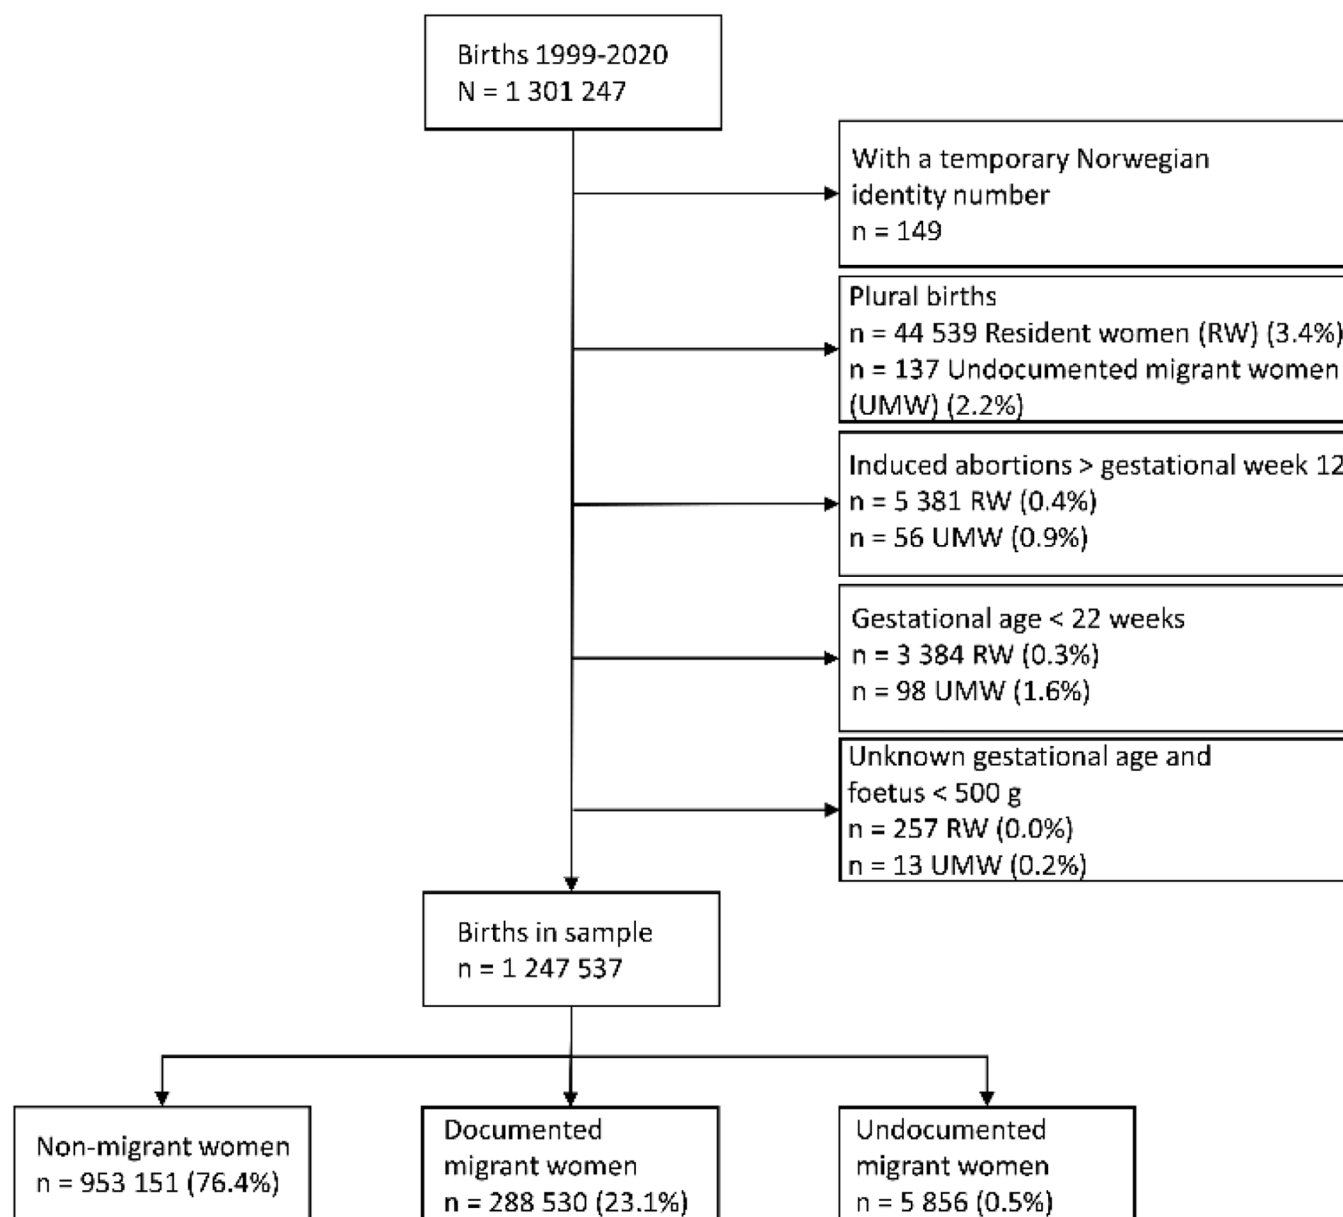 Births 1999-2020
N = 1 301 247
With a temporary Norwegian
identity number
n = 149
Plural births
n = 44 539 Resident women (RW) (3.4%)
n = 137 Undocumented migrant women
(UMW) (2.2%)
Induced abortions > gestational week 12
n = 5 381 RW (0.4%)
n = 56 UMW (0.9%)
Gestational age < 22 weeks
n = 3 384 RW (0.3%)
n = 98 UMW (1.6%)
Unknown gestational age and
foetus < 500 g
n = 257 RW (0.0%)
n = 13 UMW (0.2%)
Births in sample
n = 1 247 537
Non-migrant women
n = 953 151 (76.4%)
Documented
migrant women
n = 288 530 (23.1%)
Undocumented
migrant women
n = 5 856 (0.5%)